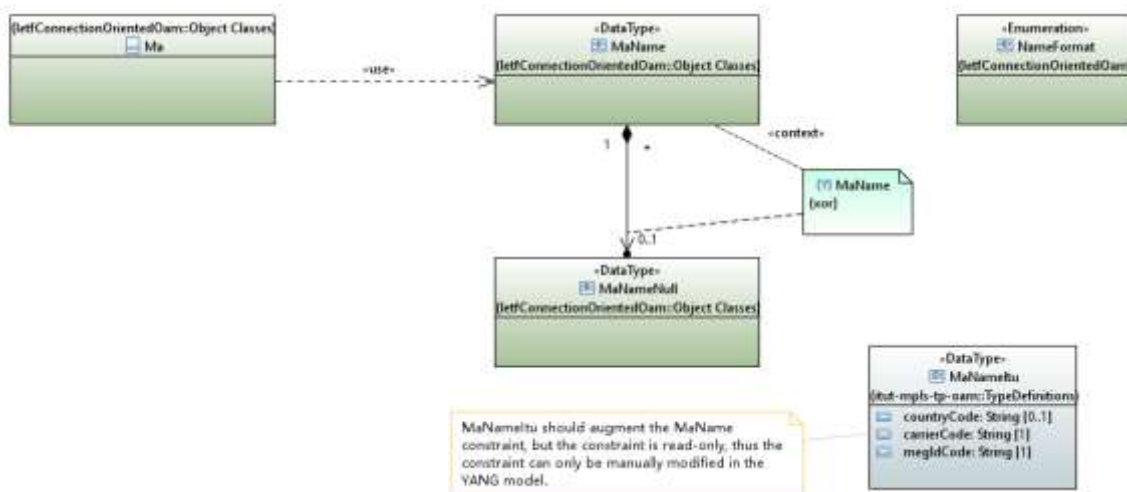 (IetfConnectionOrientedOam::Object Classes)
Ma
«use»
«DataType»
MaName
(IetfConnectionOrientedOam::Object Classes)
«Enumeration»
NameFormat
(IetfConnectionOrientedOam
1
*
«context»
MaName
{xor}
0..1
«DataType»
MaNameNull
(IetfConnectionOrientedOam::Object Classes)
«DataType»
MaNameItu
(itut-mpls-tp-oam::TypeDefinitions)
countryCode: String [0..1]
carrierCode: String [1]
megIdCode: String [1]
MaNameItu should augment the MaName
constraint, but the constraint is read-only, thus the
constraint can only be manually modified in the
YANG model.